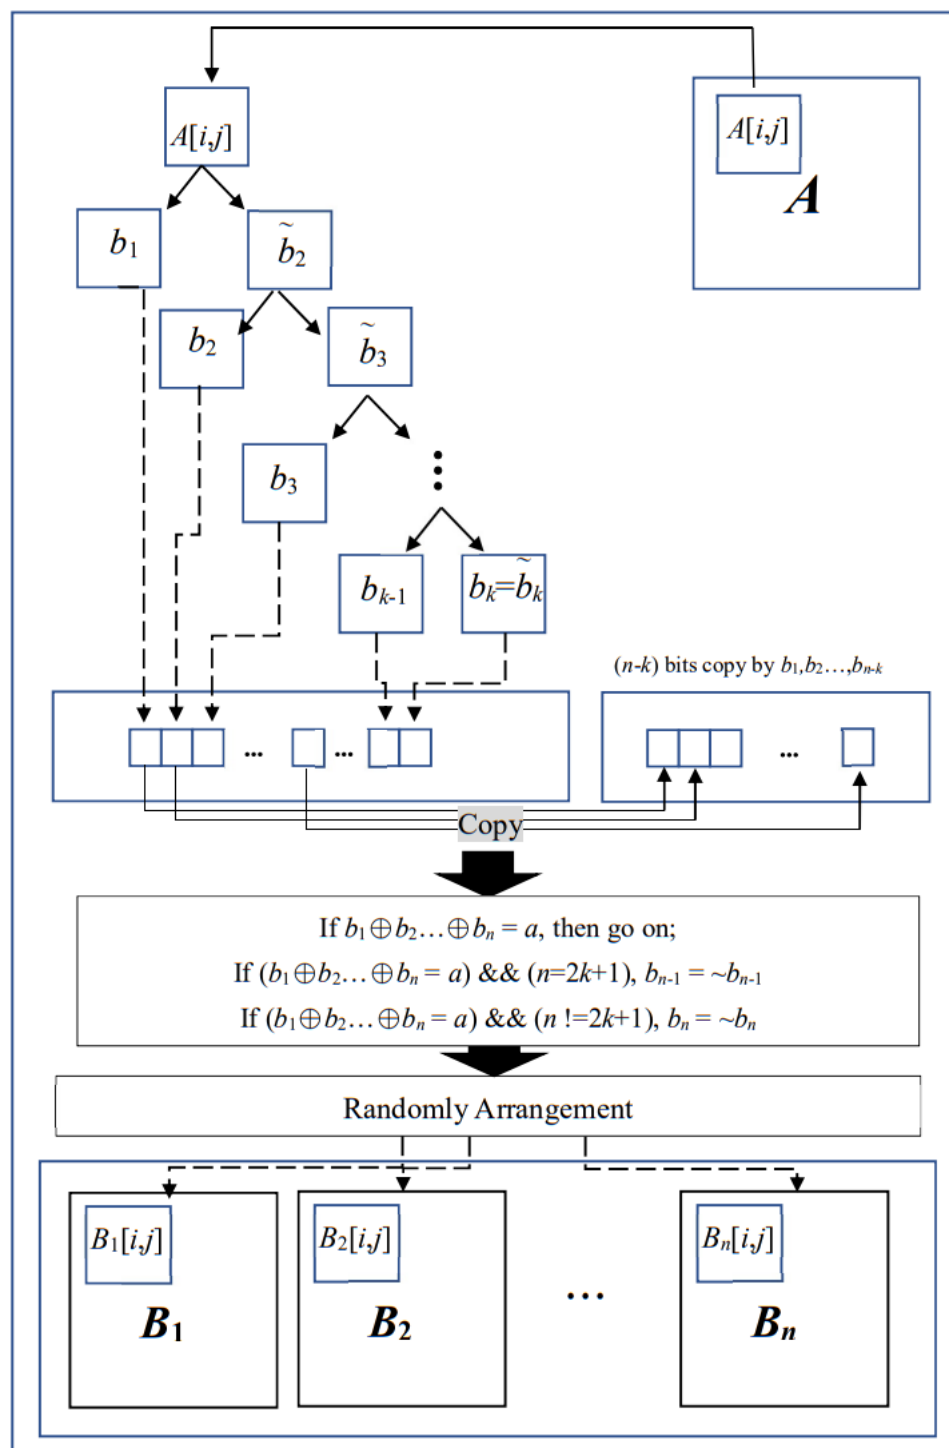 A[i,j]
A[i,j]
A
b₁
b̃₂
b₂
b̃₃
b₃
⋮
bₖ₋₁
bₖ=b̃ₖ
(n-k) bits copy by b₁,b₂…,bₙ₋ₖ
... ...
...
Copy
If b₁⊕b₂…⊕bₙ = a, then go on;
If (b₁⊕b₂…⊕bₙ = a) && (n=2k+1), bₙ₋₁ = ~bₙ₋₁
If (b₁⊕b₂…⊕bₙ = a) && (n !=2k+1), bₙ = ~bₙ
Randomly Arrangement
B₁[i,j]
B₂[i,j]
Bₙ[i,j]
...
B₁
B₂
Bₙ